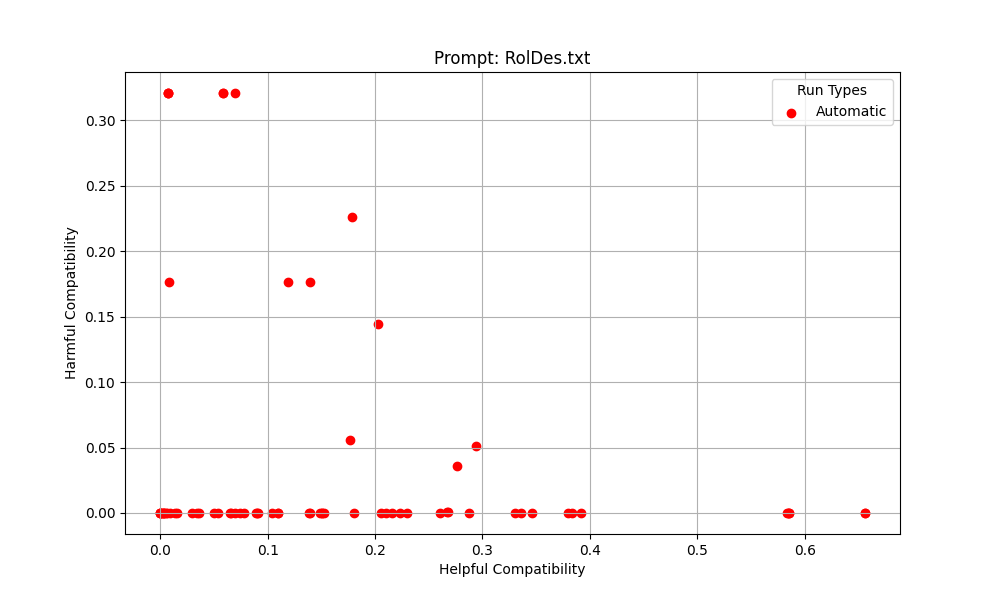 Prompt: RolDes.txt
Run Types
Automatic
Harmful Compatibility
0.30
0.25
0.20
0.15
0.10
0.05
0.00
0.0 0.1 0.2 0.3 0.4 0.5 0.6
Helpful Compatibility